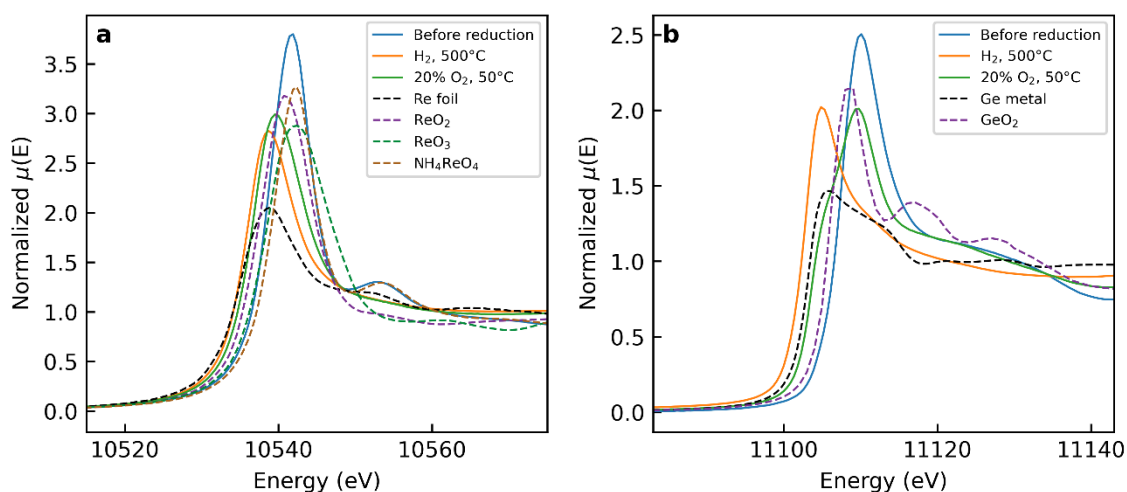 a
Before reduction
H₂, 500°C
20% O₂, 50°C
Re foil
ReO₂
ReO₃
NH₄ReO₄
Normalized μ(E)
3.5
3.0
2.5
2.0
1.5
1.0
0.5
0.0
10520 10540 10560
Energy (eV)
b
Before reduction
H₂, 500°C
20% O₂, 50°C
Ge metal
GeO₂
Normalized μ(E)
2.5
2.0
1.5
1.0
0.5
0.0
11100 11120 11140
Energy (eV)